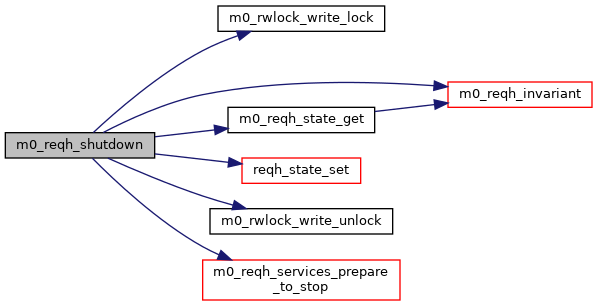 m0_rwlock_write_lock
m0_reqh_invariant
m0_reqh_state_get
m0_reqh_shutdown
reqh_state_set
m0_rwlock_write_unlock
m0_reqh_services_prepare
_to_stop